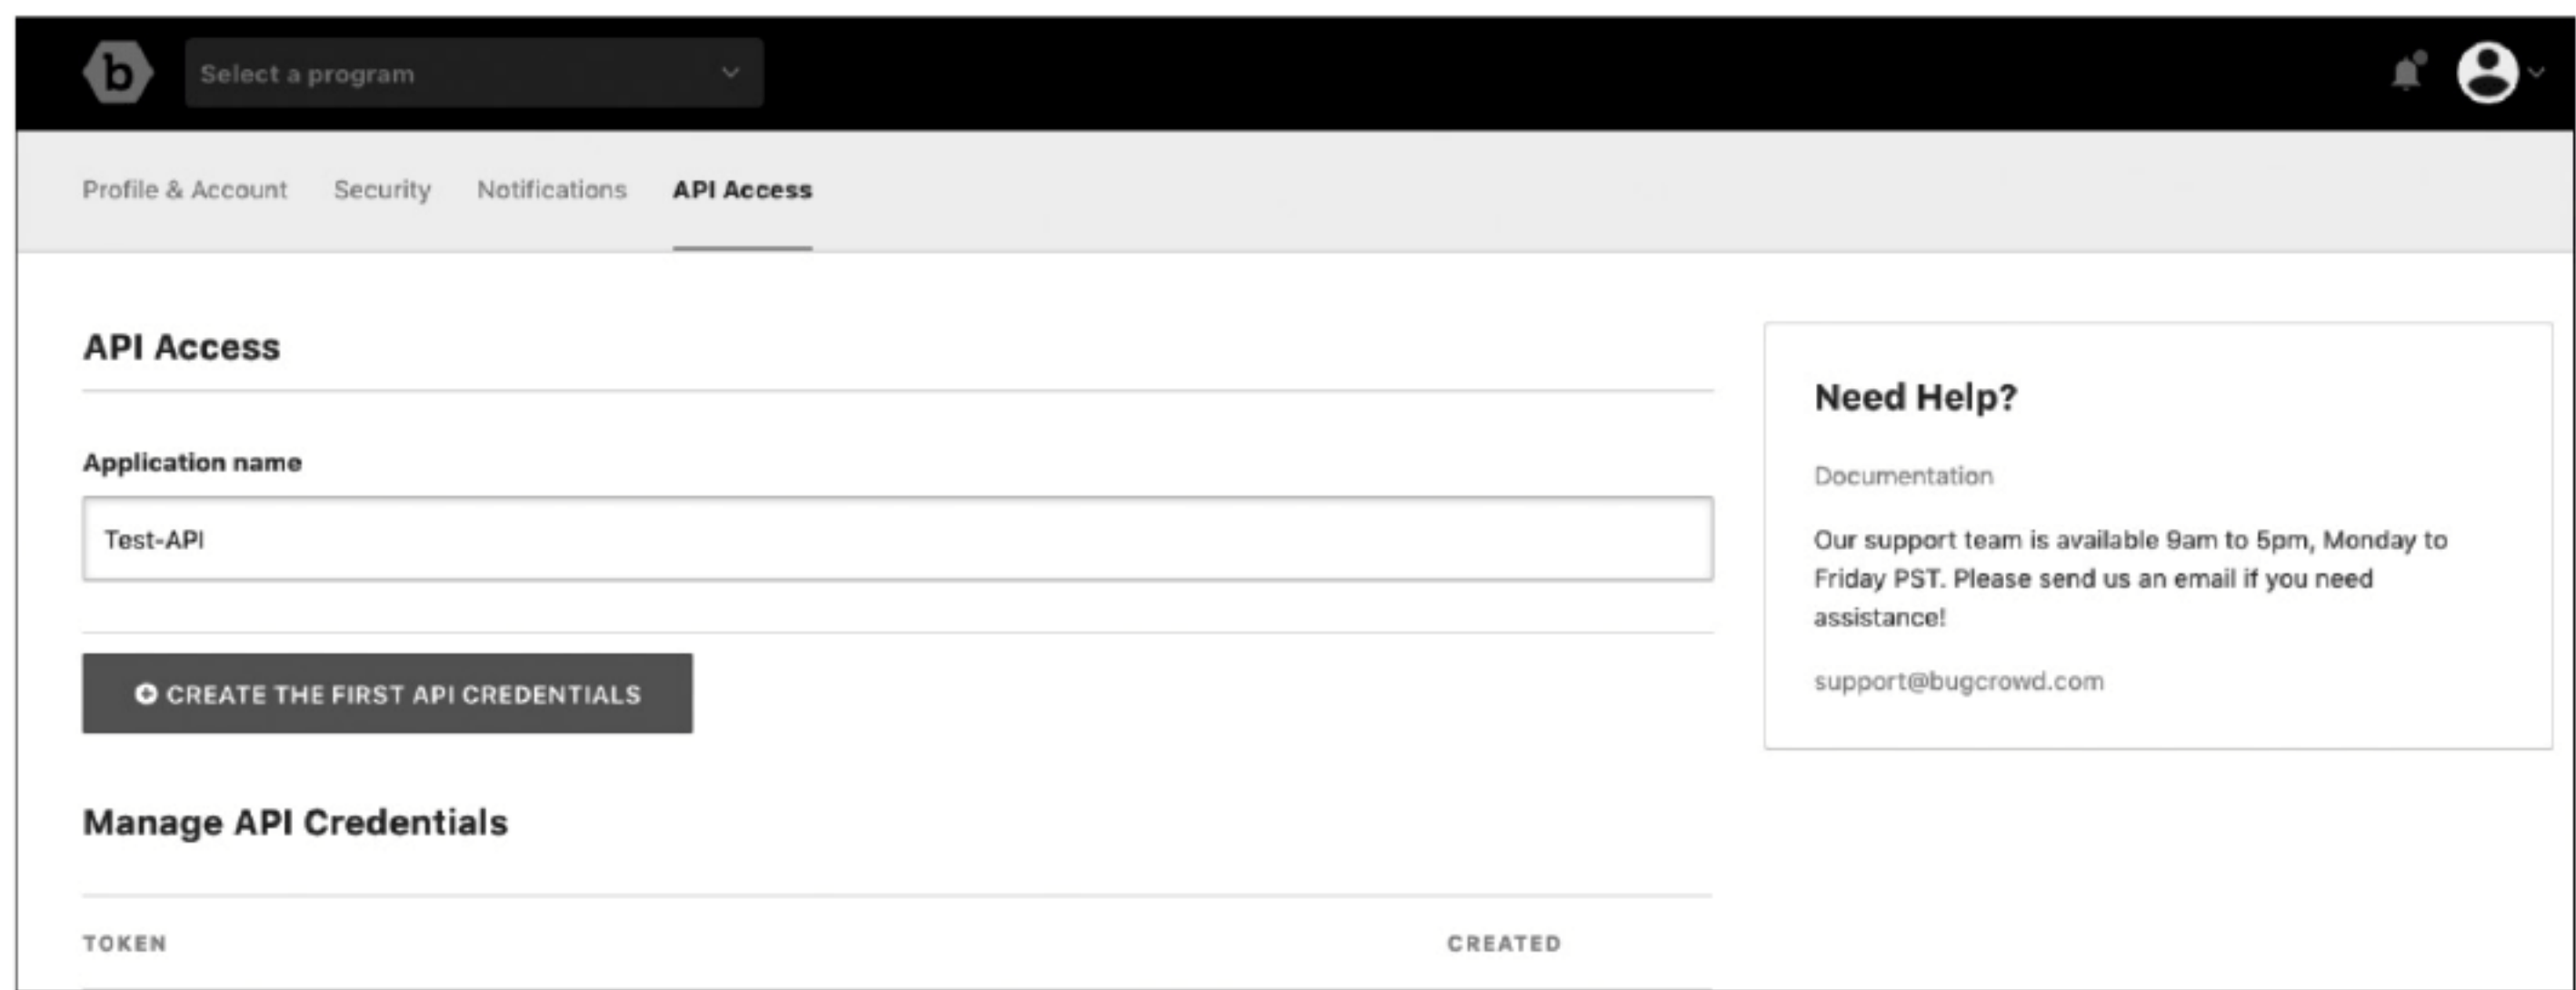 b
Select a program
Profile & Account Security Notifications API Access
API Access
Application name
Test-API
CREATE THE FIRST API CREDENTIALS
Manage API Credentials
TOKEN CREATED
Need Help?
Documentation
Our support team is available 9am to 5pm, Monday to
Friday PST. Please send us an email if you need
assistance!
support@bugcrowd.com